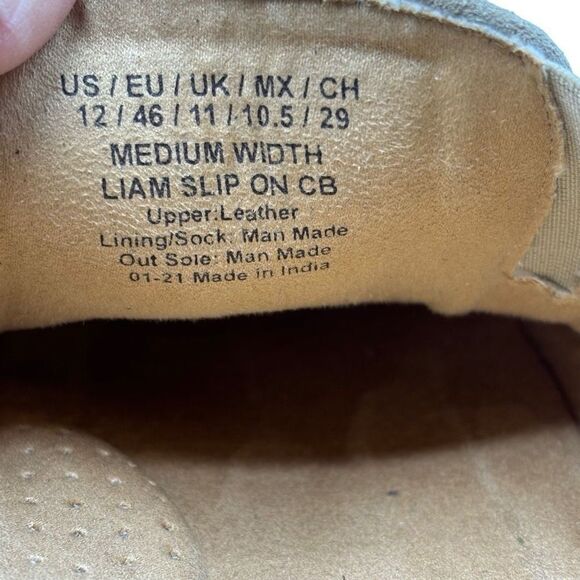 US / EU / UK / MX / CH
12 / 46 / 11 / 10.5 / 29
MEDIUM WIDTH
LIAM SLIP ON CB
Upper:Leather
Lining/Sock: Man Made
Out Sole: Man Made
01-21 Made in India